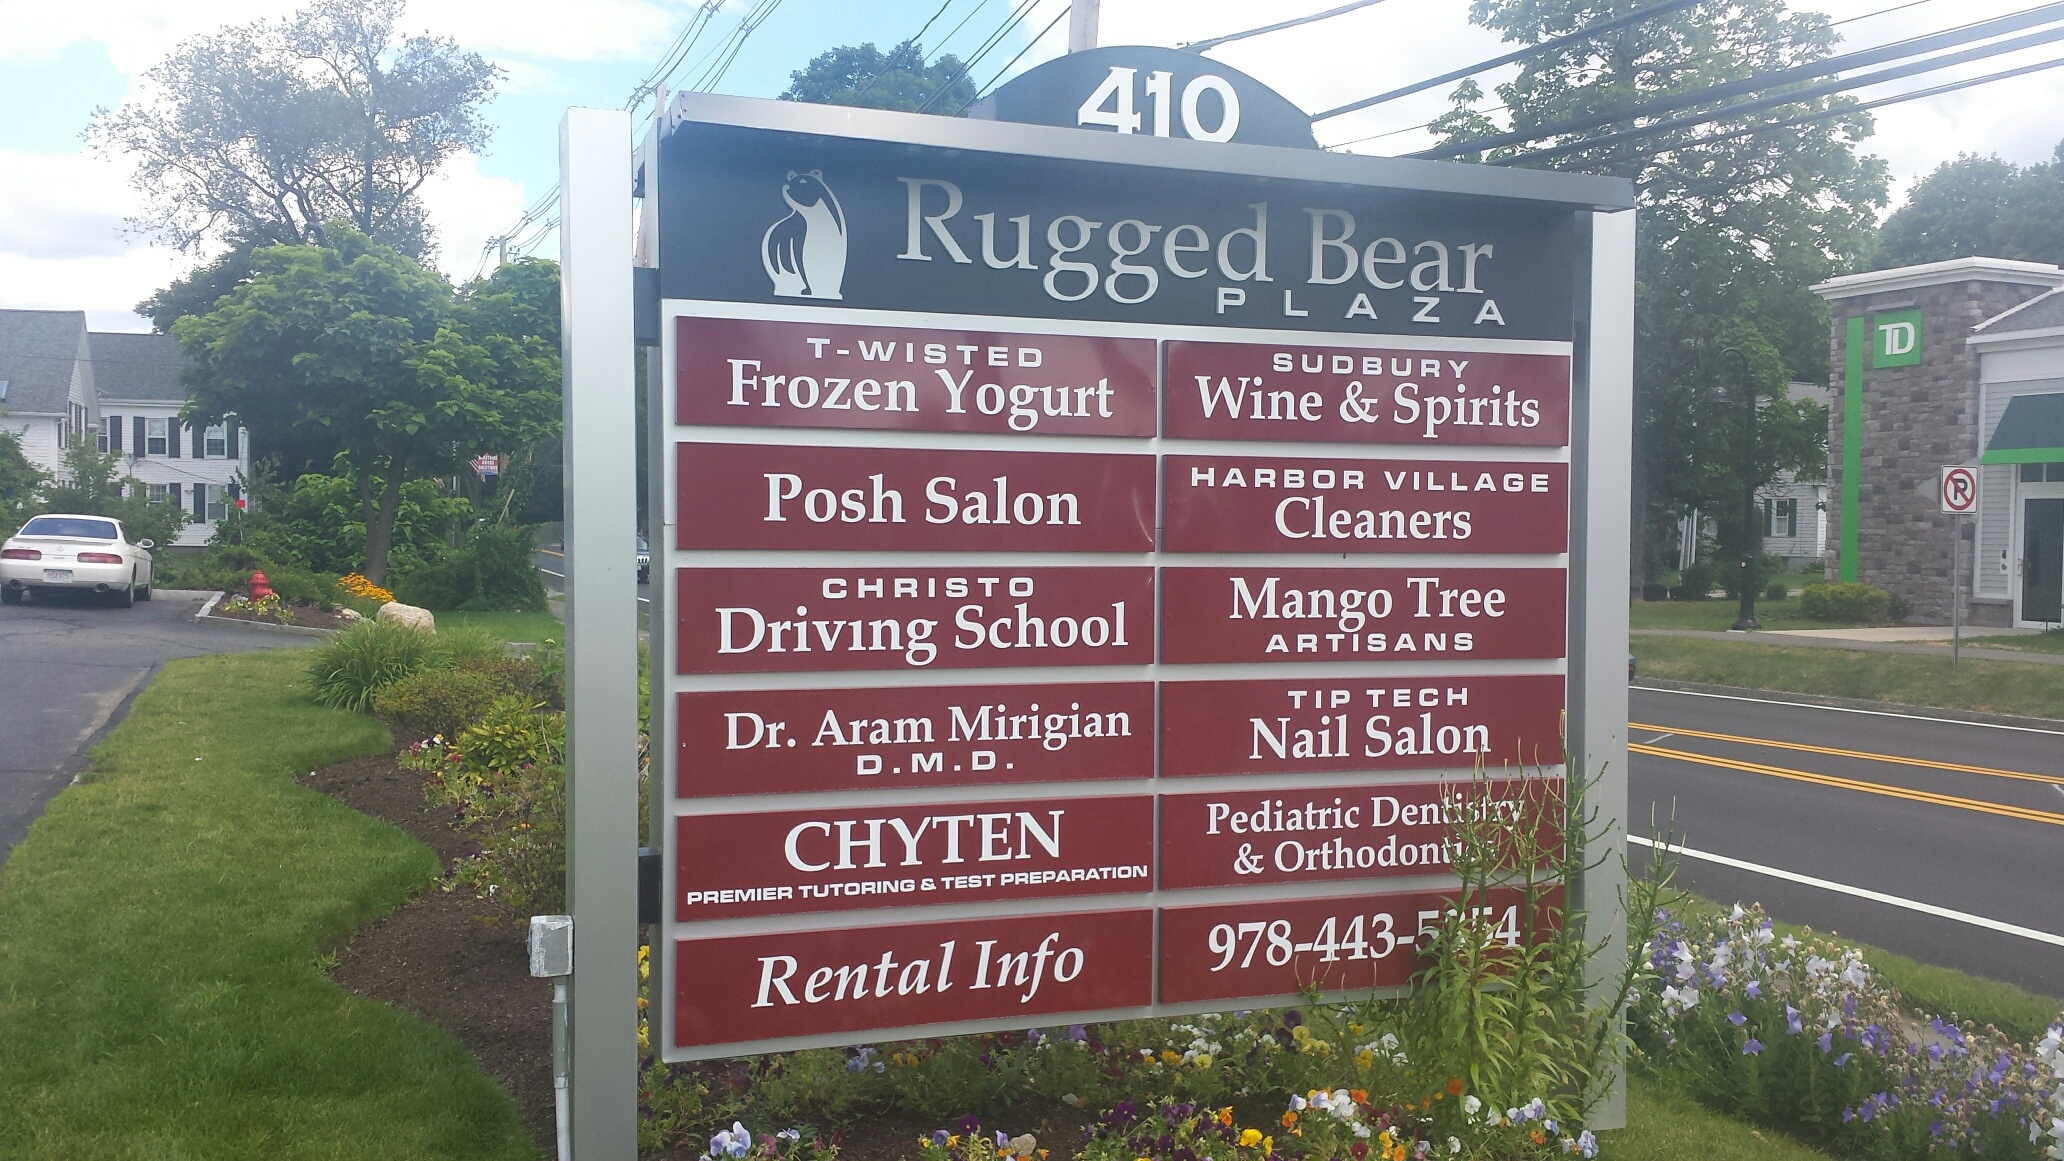 410
Rugged Bear
PLAZA
T-WISTED
Frozen Yogurt
SUDBURY
Wine & Spirits
Posh Salon
HARBOR VILLAGE
Cleaners
CHRISTO
Driving School
Mango Tree
ARTISANS
Dr. Aram Mirigian
D.M.D.
TIP TECH
Nail Salon
CHYTEN
PREMIER TUTORING & TEST PREPARATION
Pediatric Dentistry
&
Rental Info
TD
P